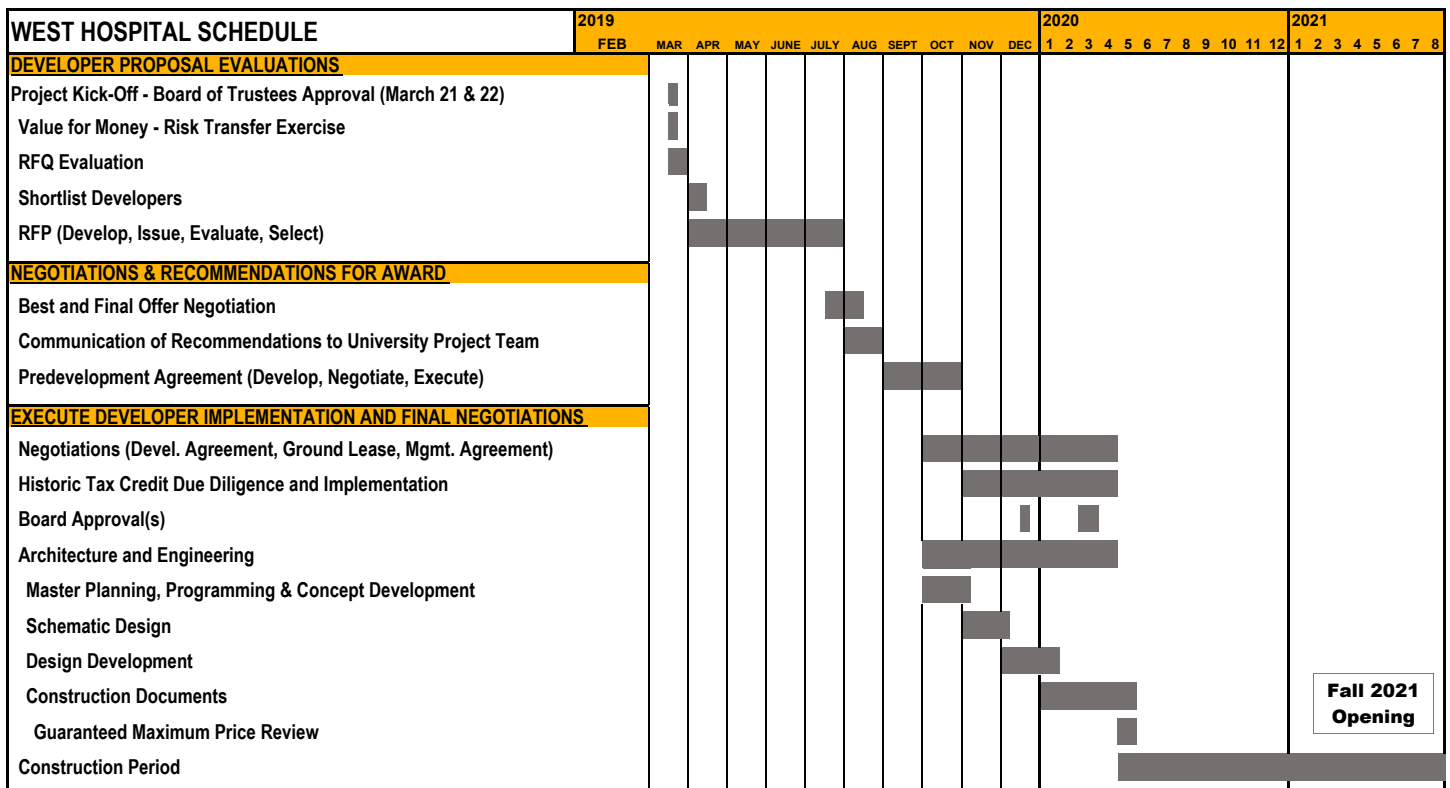 WEST HOSPITAL SCHEDULE
2019 2020 2021
FEB MAR APR MAY JUNE JULY AUG SEPT OCT NOV DEC 1 2 3 4 5 6 7 8 9 10 11 12 1 2 3 4 5 6 7 8
DEVELOPER PROPOSAL EVALUATIONS
Project Kick-Off - Board of Trustees Approval (March 21 & 22)
Value for Money - Risk Transfer Exercise
RFQ Evaluation
Shortlist Developers
RFP (Develop, Issue, Evaluate, Select)
NEGOTIATIONS & RECOMMENDATIONS FOR AWARD
Best and Final Offer Negotiation
Communication of Recommendations to University Project Team
Predevelopment Agreement (Develop, Negotiate, Execute)
EXECUTE DEVELOPER IMPLEMENTATION AND FINAL NEGOTIATIONS
Negotiations (Devel. Agreement, Ground Lease, Mgmt. Agreement)
Historic Tax Credit Due Diligence and Implementation
Board Approval(s)
Architecture and Engineering
Master Planning, Programming & Concept Development
Schematic Design
Design Development
Construction Documents
Guaranteed Maximum Price Review
Construction Period
Fall 2021
Opening